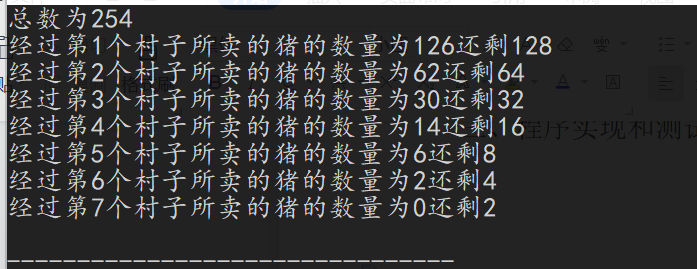 总数为254
经过第1个村子所卖的猪的数量为126还剩128
经过第2个村子所卖的猪的数量为62还剩64
经过第3个村子所卖的猪的数量为30还剩32
经过第4个村子所卖的猪的数量为14还剩16
经过第5个村子所卖的猪的数量为6还剩8
经过第6个村子所卖的猪的数量为2还剩4
经过第7个村子所卖的猪的数量为0还剩2
--------------------------------
程序实现和测试